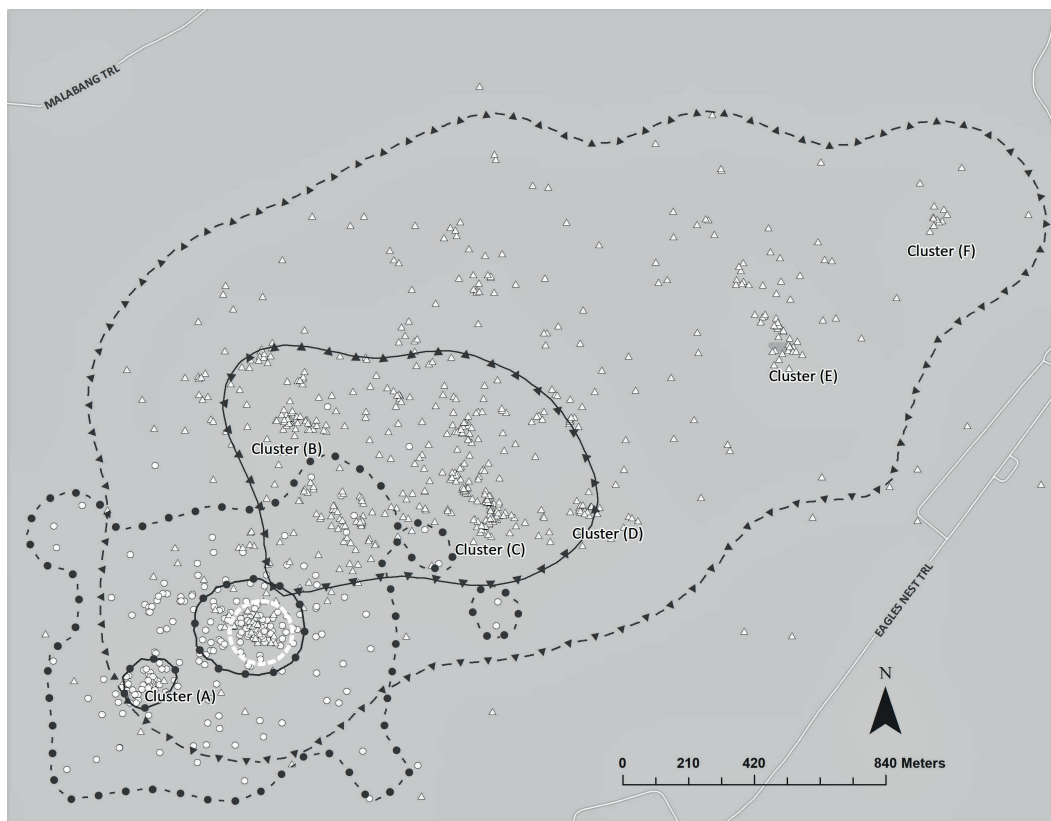 MALABANG TRL
Cluster (F)
Cluster (E)
Cluster (B)
Cluster (D)
Cluster (C)
EAGLES NEST TRL
Cluster (A)
N
0 210 420 840 Meters